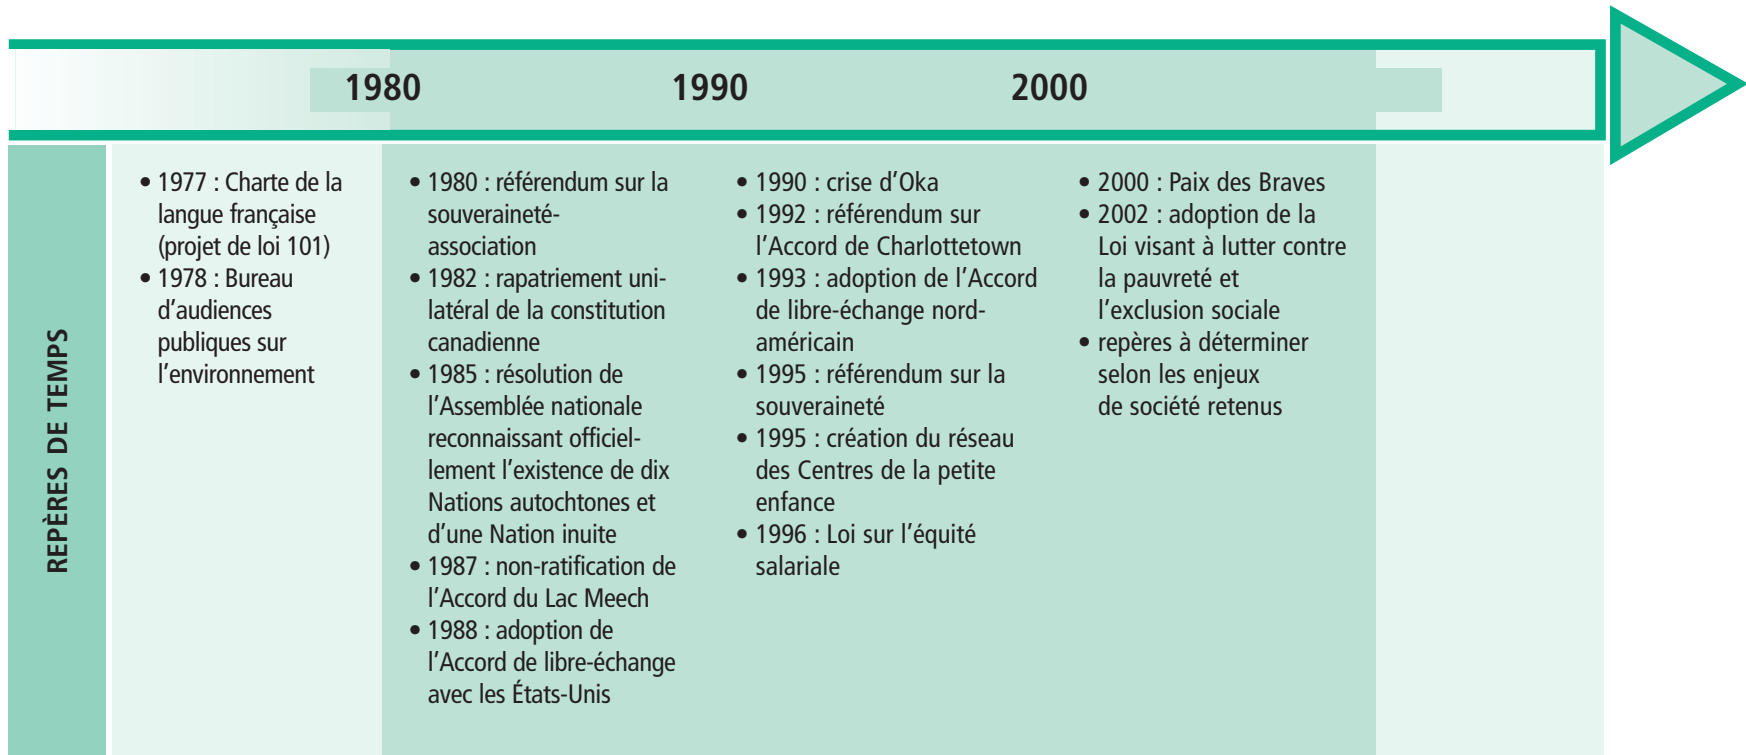 1980
1990
2000
REPÈRES DE TEMPS
• 1977 : Charte de la
langue française
(projet de loi 101)
• 1978 : Bureau
d’audiences
publiques sur
l’environnement
• 1980 : référendum sur la
souveraineté-
association
• 1982 : rapatriement uni-
latéral de la constitution
canadienne
• 1985 : résolution de
l’Assemblée nationale
reconnaissant officiel-
lement l’existence de dix
Nations autochtones et
d’une Nation inuite
• 1987 : non-ratification de
l’Accord du Lac Meech
• 1988 : adoption de
l’Accord de libre-échange
avec les États-Unis
• 1990 : crise d’Oka
• 1992 : référendum sur
l’Accord de Charlottetown
• 1993 : adoption de l’Accord
de libre-échange nord-
américain
• 1995 : référendum sur la
souveraineté
• 1995 : création du réseau
des Centres de la petite
enfance
• 1996 : Loi sur l’équité
salariale
• 2000 : Paix des Braves
• 2002 : adoption de la
Loi visant à lutter contre
la pauvreté et
l’exclusion sociale
• repères à déterminer
selon les enjeux
de société retenus